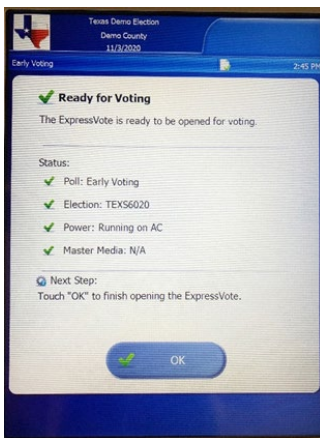 Texas Demo Election
Demo County
11/3/2020
Early Voting 2:45 PM
Ready for Voting
The ExpressVote is ready to be opened for voting.
Status:
Poll: Early Voting
Election: TEXS6020
Power: Running on AC
Master Media: N/A
Next Step:
Touch "OK" to finish opening the ExpressVote.
OK